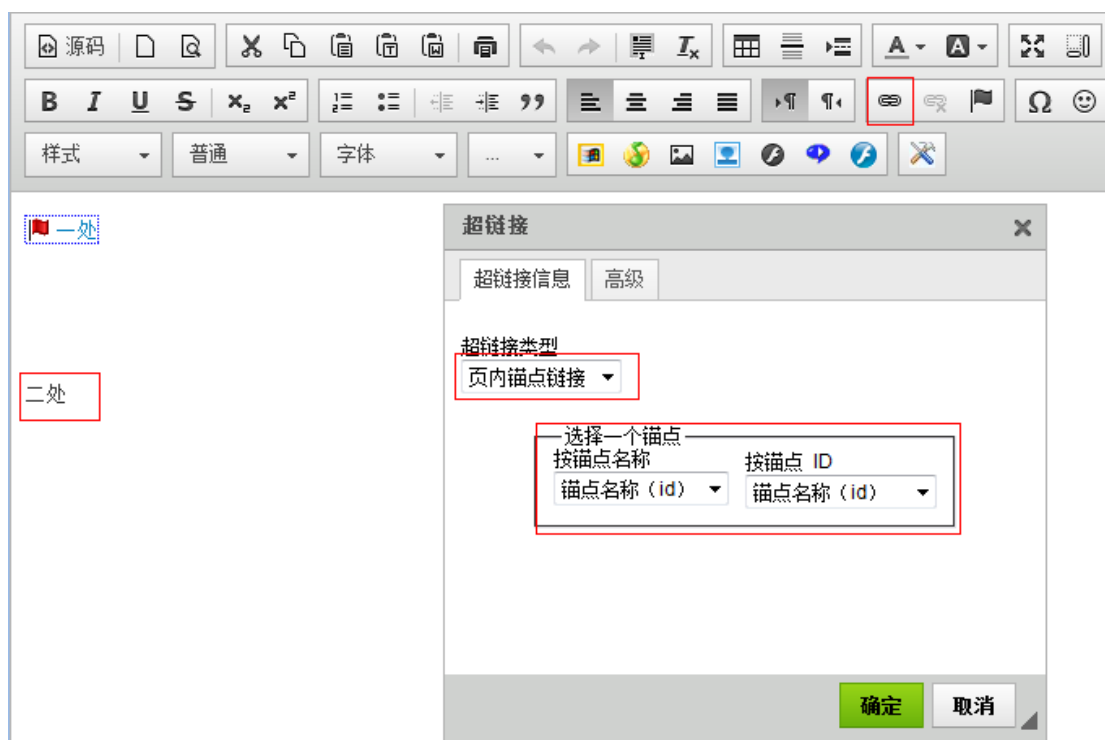 源码
B I U S x₂ x² 
A A
Ω
样式 普通 字体 ...
一处
二处
超链接
超链接信息 高级
超链接类型
页内锚点链接
选择一个锚点
按锚点名称 按锚点 ID
锚点名称（id） 锚点名称（id）
确定 取消